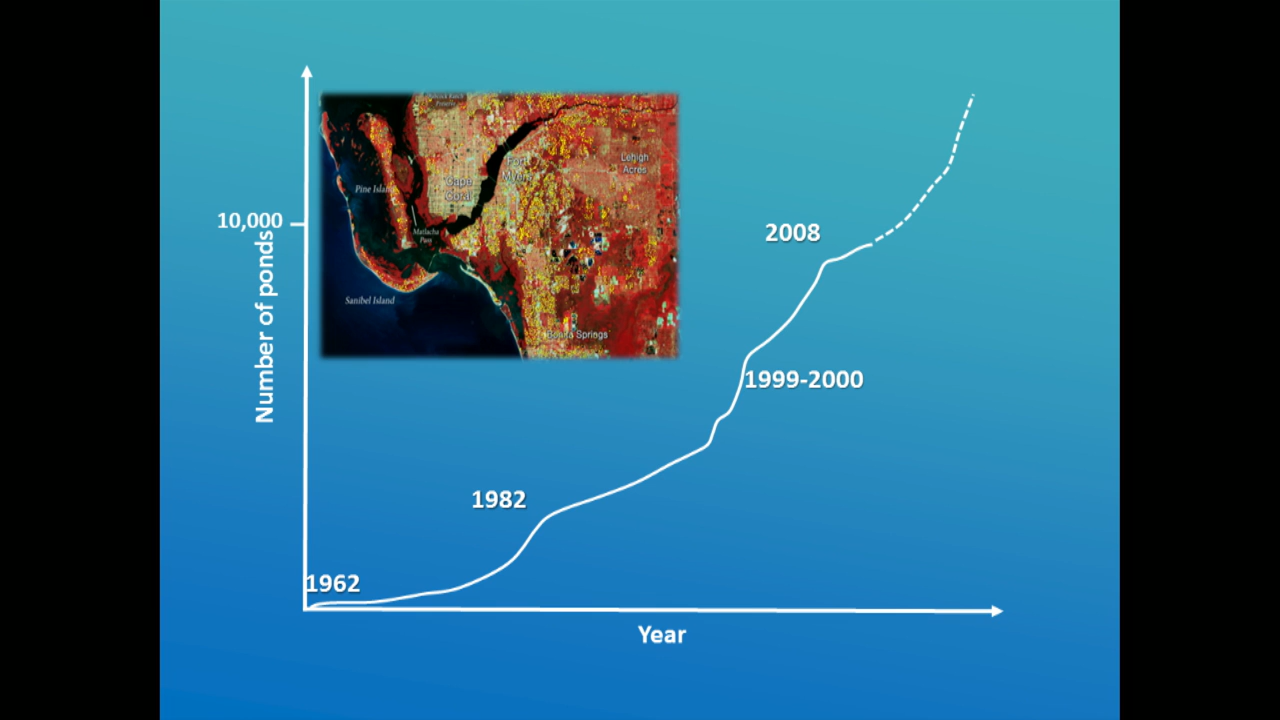 Pine Island
Cape
Coral
Fort
Myers
Lehigh
Acres
Matlacha
Pass
Sanibel Island
Bonita Springs
10,000
Number of ponds
2008
1999-2000
1982
1962
Year